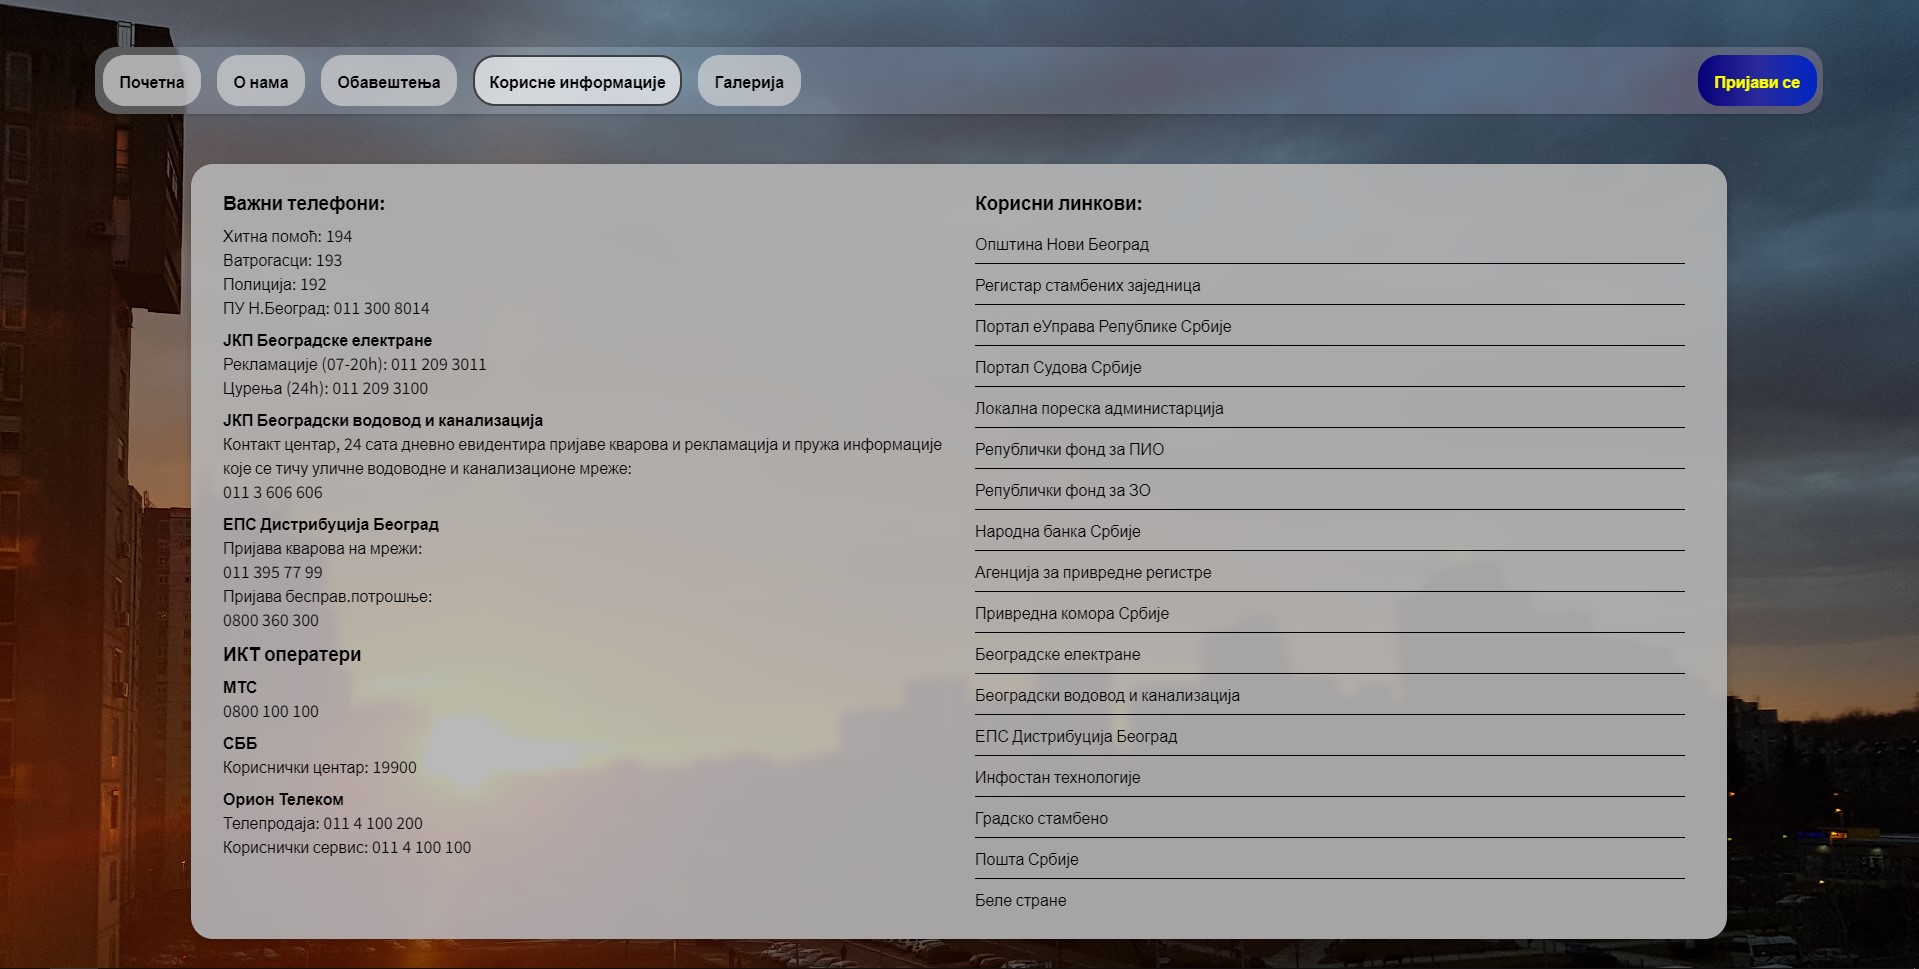 Почетна
О нама
Обавештења
Корисне информације
Галерија
Пријави се
Важни телефони:
Хитна помоћ: 194
Ватрогасци: 193
Полиција: 192
ПУ Н.Београд: 011 300 8014
ЈКП Београдске електране
Рекламације (07-20h): 011 209 3011
Цурења (24h): 011 209 3100
ЈКП Београдски водовод и канализација
Контакт центар, 24 сата дневно евидентира пријаве кварова и рекламација и пружа информације
које се тичу уличне водоводне и канализационе мреже:
011 3 606 606
ЕПС Дистрибуција Београд
Пријава кварова на мрежи:
011 395 77 99
Пријава бесправ.потрошње:
0800 360 300
ИКТ оператери
МТС
0800 100 100
СББ
Кориснички центар: 19900
Орион Телеком
Телепродаја: 011 4 100 200
Кориснички сервис: 011 4 100 100
Корисни линкови:
Општина Нови Београд
Регистар стамбених заједница
Портал еУправа Републике Србије
Портал Судова Србије
Локална пореска администарција
Републички фонд за ПИО
Републички фонд за ЗО
Народна банка Србије
Агенција за привредне регистре
Привредна комора Србије
Београдске електране
Београдски водовод и канализација
ЕПС Дистрибуција Београд
Инфостан технологије
Градско стамбено
Пошта Србије
Беле стране